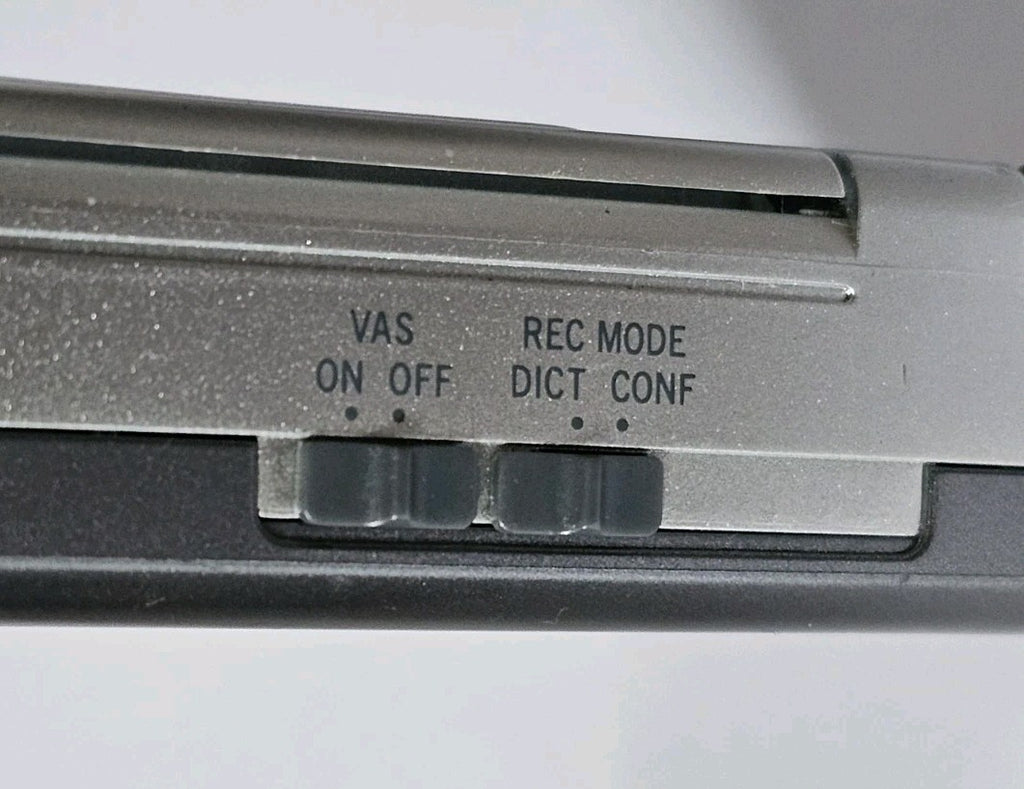 VAS
ON OFF
REC MODE
DICT CONF